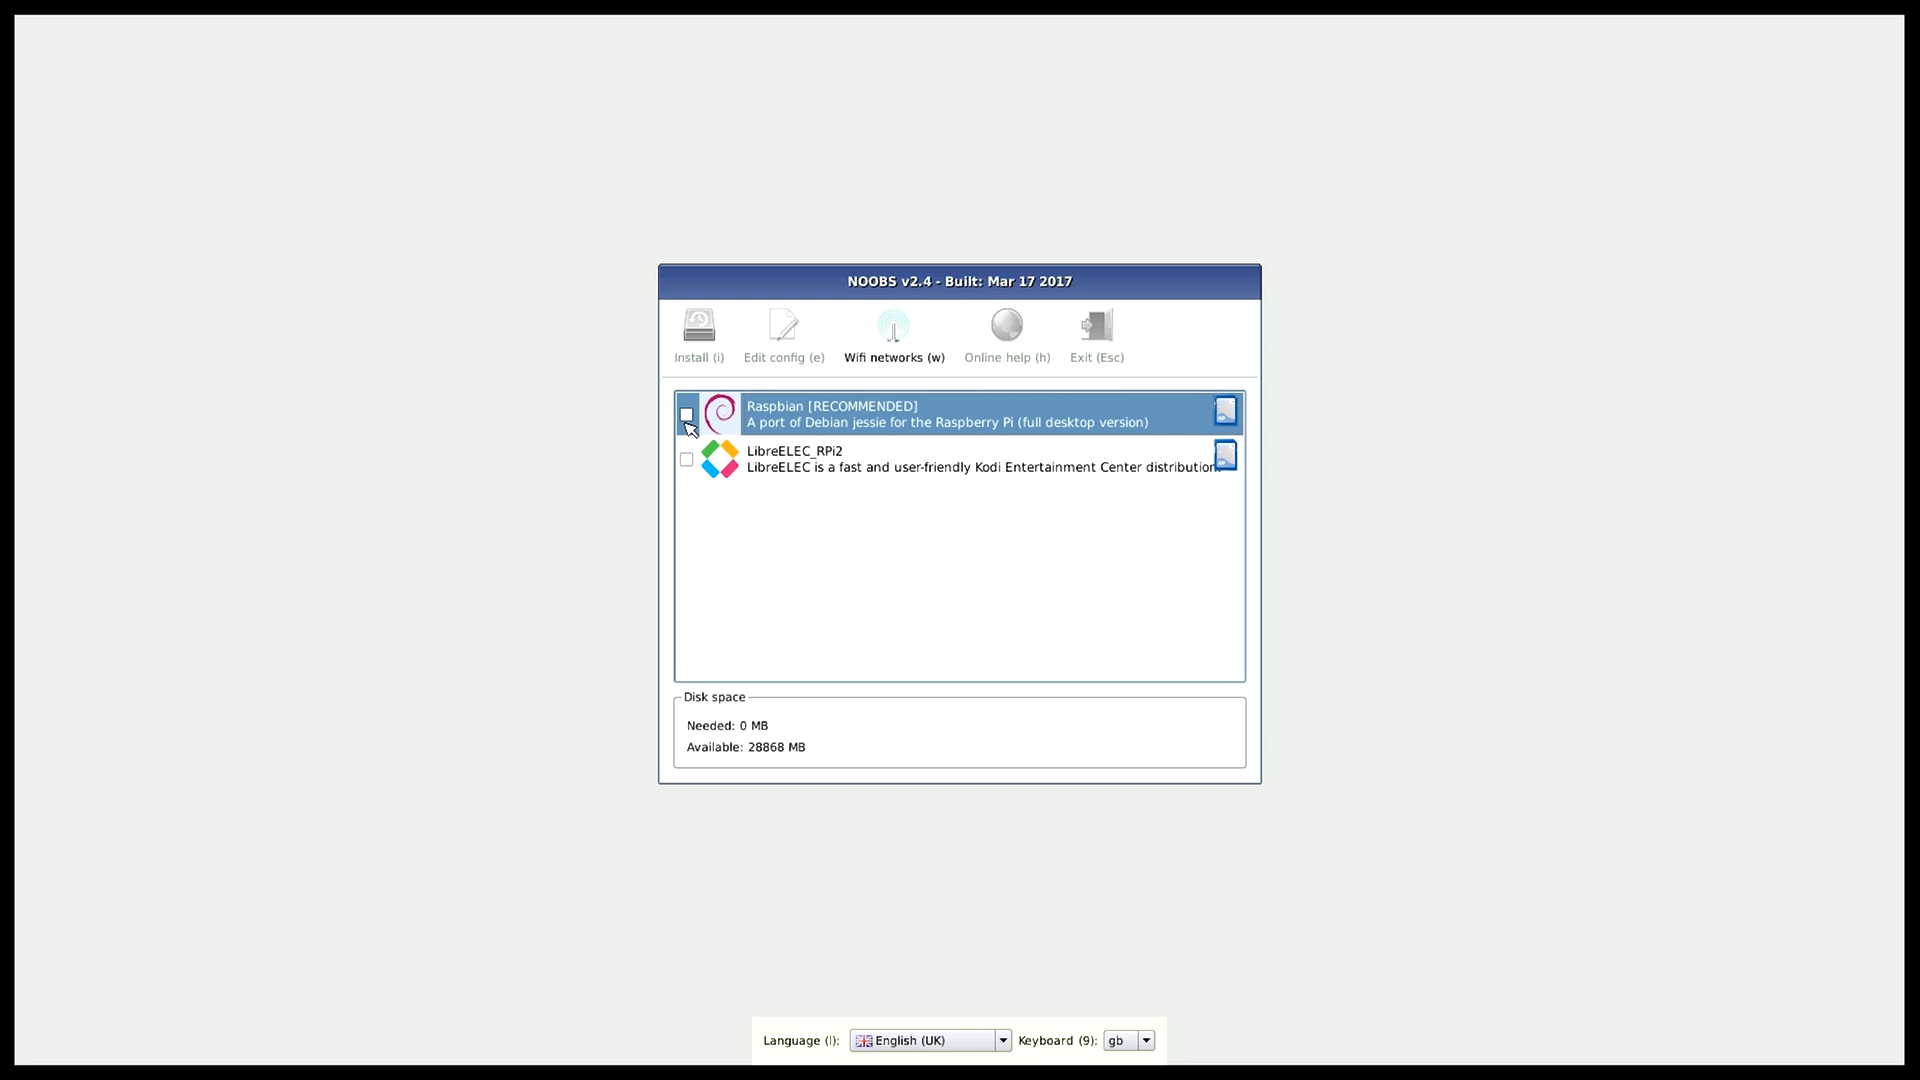 NOOBS v2.4 - Built: Mar 17 2017
Install (i) Edit config (e) Wifi networks (w) Online help (h) Exit (Esc)
Raspbian [RECOMMENDED]
A port of Debian jessie for the Raspberry Pi (full desktop version)
LibreELEC_RPi2
LibreELEC is a fast and user-friendly Kodi Entertainment Center distribution.
Disk space
Needed: 0 MB
Available: 28868 MB
Language (l): English (UK) Keyboard (9): gb